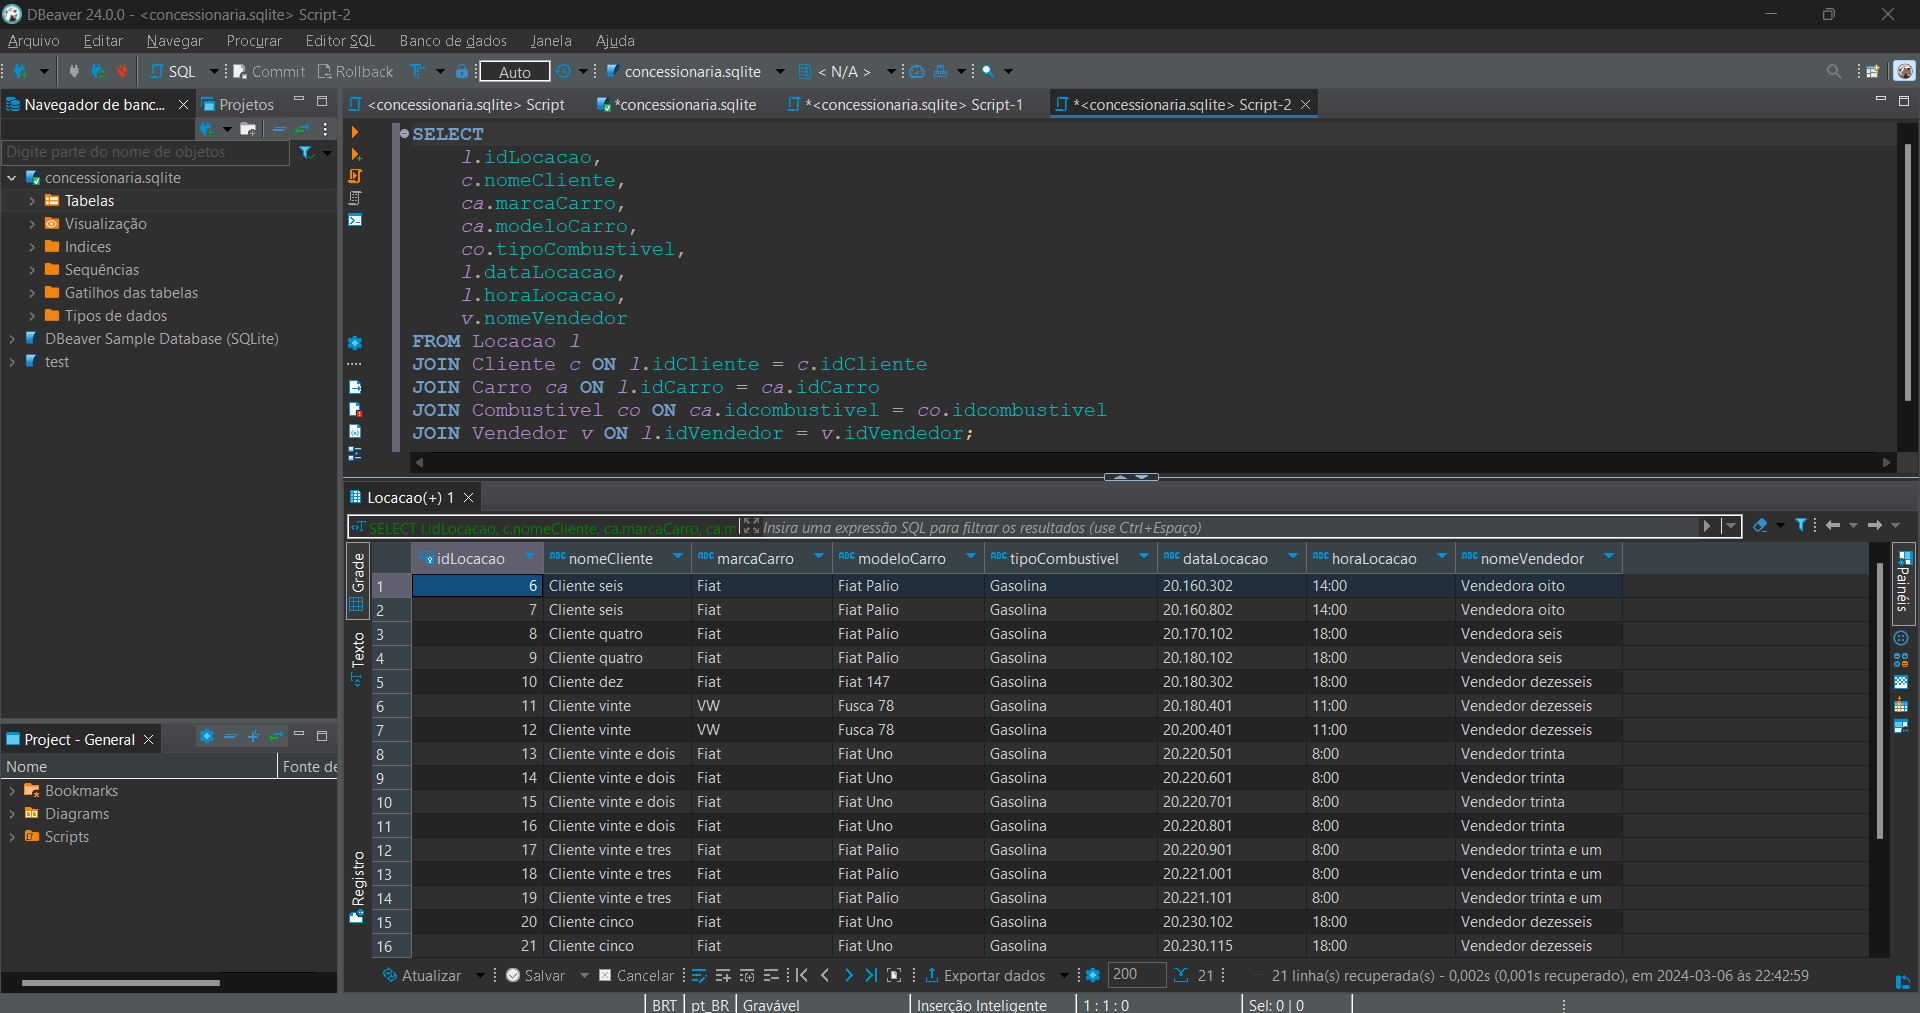 DBeaver 24.0.0 - <concessionaria.sqlite> Script-2
Arquivo Editar Navegar Procurar Editor SQL Banco de dados Janela Ajuda
SQL Commit Rollback Auto concessionaria.sqlite < N/A >
Navegador de banc... Projetos
<concessionaria.sqlite> Script *concessionaria.sqlite *<concessionaria.sqlite> Script-1 *<concessionaria.sqlite> Script-2
Digite parte do nome de objetos
concessionaria.sqlite
Tabelas
Visualização
Indices
Sequências
Gatilhos das tabelas
Tipos de dados
DBeaver Sample Database (SQLite)
test
SELECT
l.idLocacao,
c.nomeCliente,
ca.marcaCarro,
ca.modeloCarro,
co.tipoCombustivel,
l.dataLocacao,
l.horaLocacao,
v.nomeVendedor
FROM Locacao l
JOIN Cliente c ON l.idCliente = c.idCliente
JOIN Carro ca ON l.idCarro = ca.idCarro
JOIN Combustivel co ON ca.idcombustivel = co.idcombustivel
JOIN Vendedor v ON l.idVendedor = v.idVendedor;
Project - General
Nome Fonte de
Bookmarks
Diagrams
Scripts
Locacao(+) 1
SELECT l.idLocacao, c.nomeCliente, ca.marcaCarro, ca.m Insira uma expressão SQL para filtrar os resultados (use Ctrl+Espaço)
Grade
Texto
Registro
Painéis
idLocacao nomeCliente marcaCarro modeloCarro tipoCombustivel dataLocacao horaLocacao nomeVendedor
1 6 Cliente seis Fiat Fiat Palio Gasolina 20.160.302 14:00 Vendedora oito
2 7 Cliente seis Fiat Fiat Palio Gasolina 20.160.802 14:00 Vendedora oito
3 8 Cliente quatro Fiat Fiat Palio Gasolina 20.170.102 18:00 Vendedora seis
4 9 Cliente quatro Fiat Fiat Palio Gasolina 20.180.102 18:00 Vendedora seis
5 10 Cliente dez Fiat Fiat 147 Gasolina 20.180.302 18:00 Vendedor dezesseis
6 11 Cliente vinte VW Fusca 78 Gasolina 20.180.401 11:00 Vendedor dezesseis
7 12 Cliente vinte VW Fusca 78 Gasolina 20.200.401 11:00 Vendedor dezesseis
8 13 Cliente vinte e dois Fiat Fiat Uno Gasolina 20.220.501 8:00 Vendedor trinta
9 14 Cliente vinte e dois Fiat Fiat Uno Gasolina 20.220.601 8:00 Vendedor trinta
10 15 Cliente vinte e dois Fiat Fiat Uno Gasolina 20.220.701 8:00 Vendedor trinta
11 16 Cliente vinte e dois Fiat Fiat Uno Gasolina 20.220.801 8:00 Vendedor trinta
12 17 Cliente vinte e tres Fiat Fiat Palio Gasolina 20.220.901 8:00 Vendedor trinta e um
13 18 Cliente vinte e tres Fiat Fiat Palio Gasolina 20.221.001 8:00 Vendedor trinta e um
14 19 Cliente vinte e tres Fiat Fiat Palio Gasolina 20.221.101 8:00 Vendedor trinta e um
15 20 Cliente cinco Fiat Fiat Uno Gasolina 20.230.102 18:00 Vendedor dezesseis
16 21 Cliente cinco Fiat Fiat Uno Gasolina 20.230.115 18:00 Vendedor dezesseis
Atualizar Salvar Cancelar Exportar dados 200 21 21 linha(s) recuperada(s) - 0,002s (0,001s recuperado), em 2024-03-06 às 22:42:59
BRT pt_BR Gravável Inserção Inteligente 1 : 1 : 0 Sel: 0 | 0